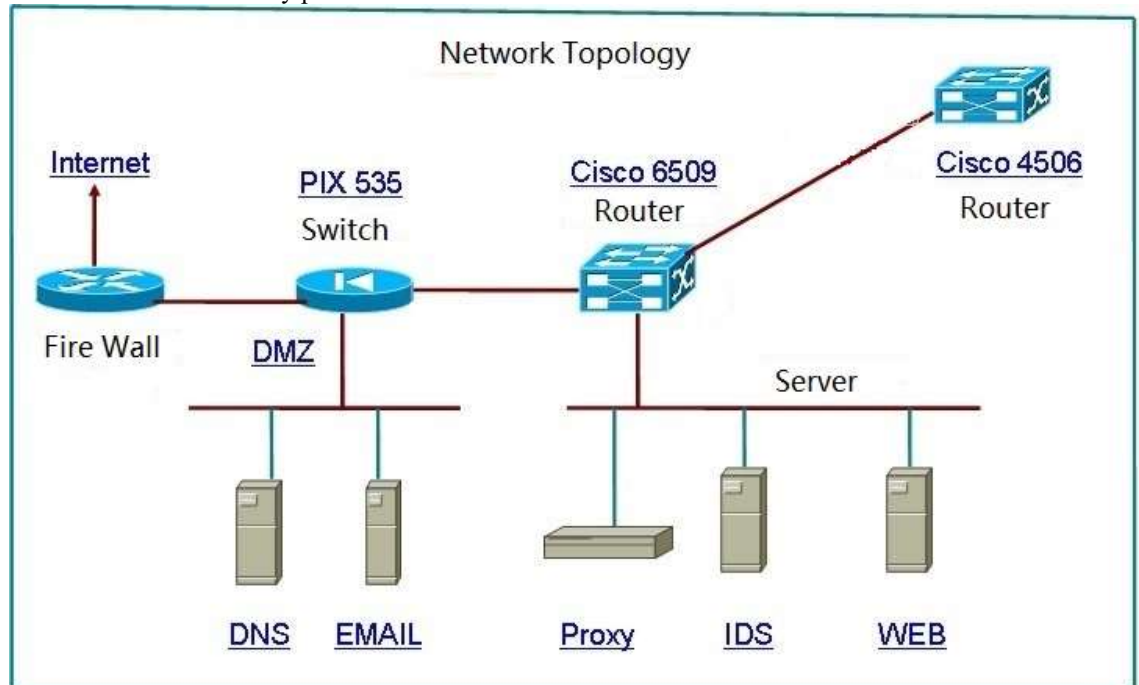 Network Topology
Internet
PIX 535
Switch
Cisco 6509
Router
Cisco 4506
Router
Fire Wall
DMZ
Server
DNS
EMAIL
Proxy
IDS
WEB